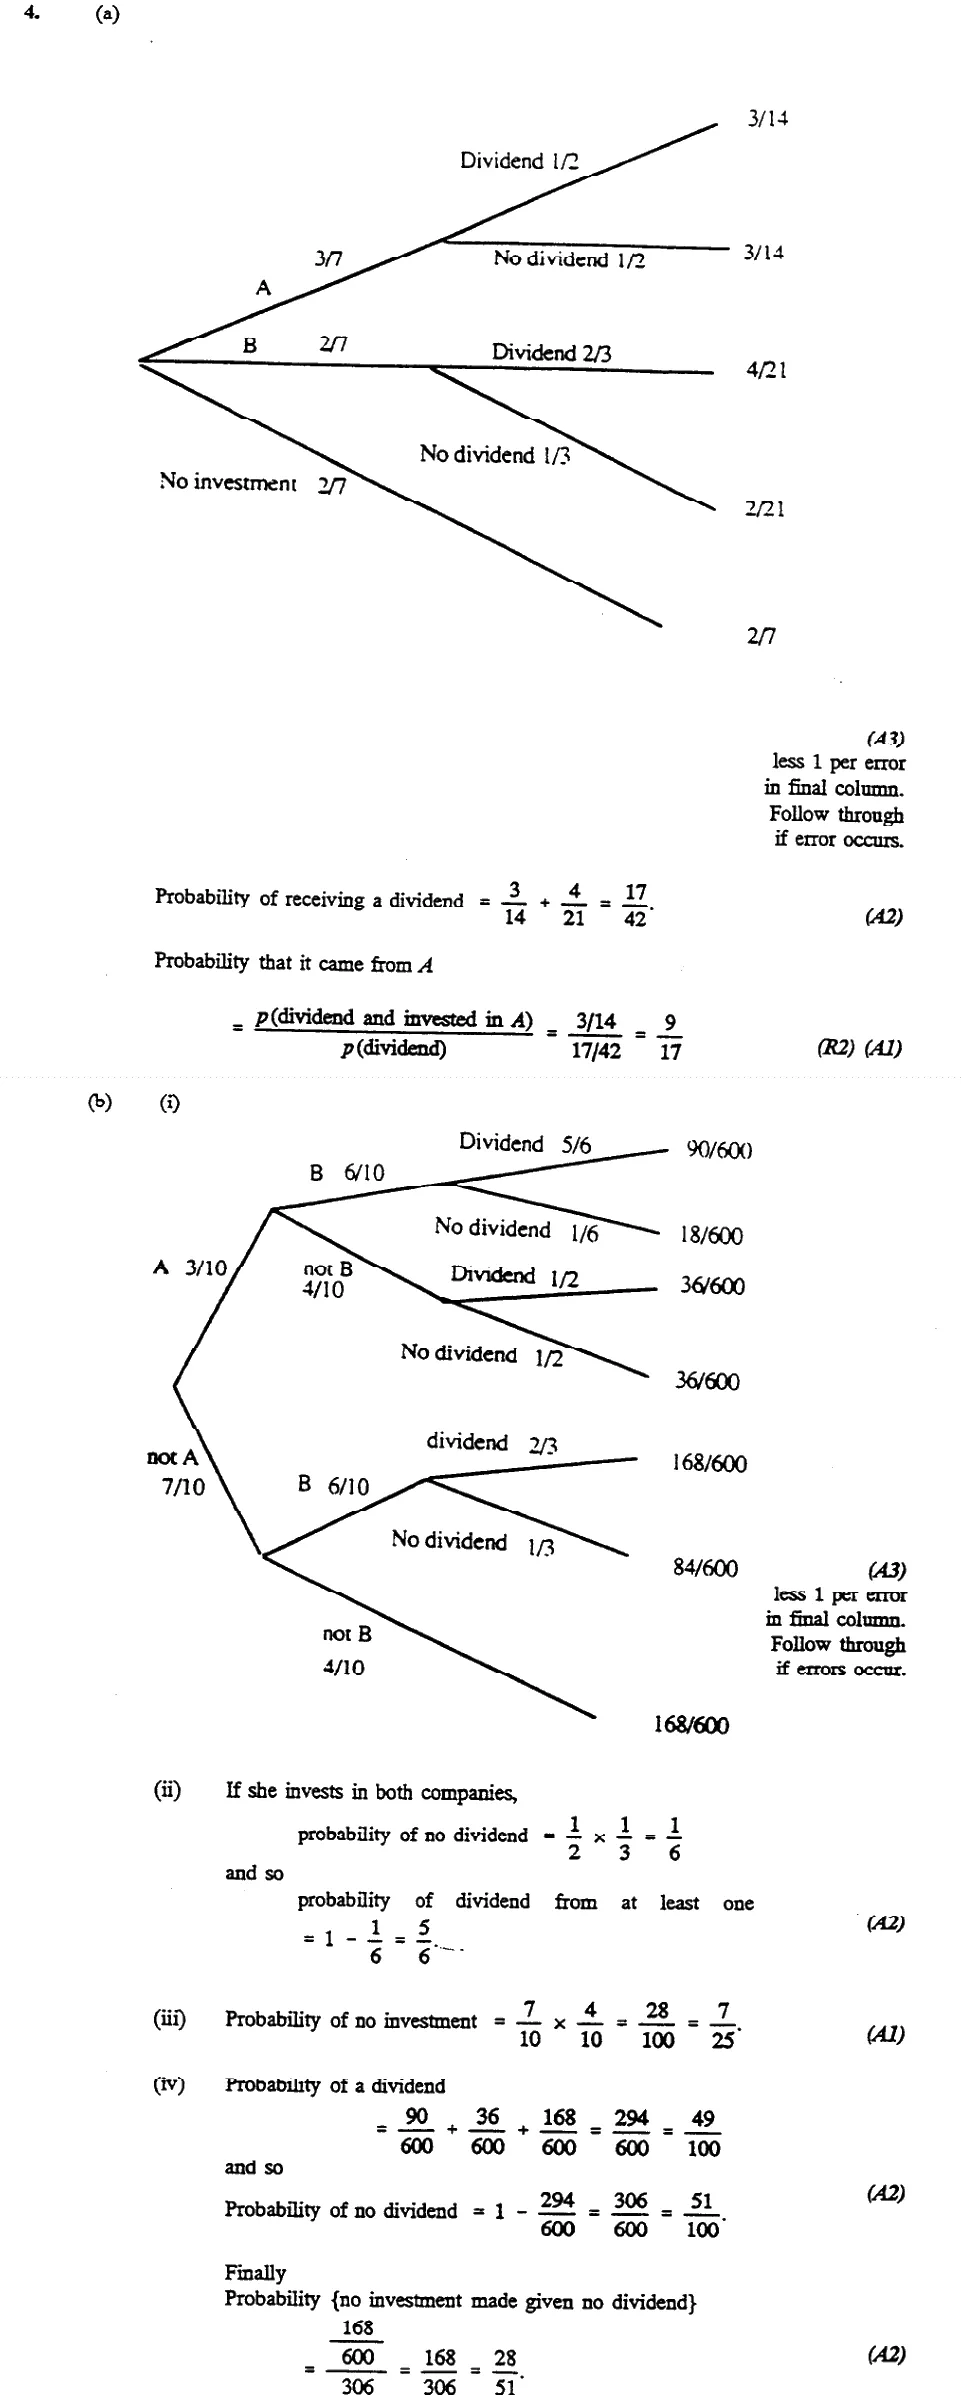 4. (a)
3/14
Dividend 1/2
3/7
No dividend 1/2
3/14
A
B 2/7
Dividend 2/3
4/21
No dividend 1/3
No investment 2/7
2/21
2/7
(A3)
less 1 per error
in final column.
Follow through
if error occurs.
Probability of receiving a dividend = 3/14 + 4/21 = 17/42.
(A2)
Probability that it came from A
= p(dividend and invested in A) / p(dividend) = 3/14 / 17/42 = 9/17
(R2) (A1)
(b) (i)
Dividend 5/6
90/600
B 6/10
No dividend 1/6
18/600
A 3/10
not B
4/10
Dividend 1/2
36/600
No dividend 1/2
36/600
dividend 2/3
168/600
not A
7/10
B 6/10
No dividend 1/3
84/600
(A3)
less 1 per error
in final column.
Follow through
if errors occur.
not B
4/10
168/600
(ii) If she invests in both companies,
probability of no dividend = 1/2 × 1/3 = 1/6
and so
probability of dividend from at least one
= 1 - 1/6 = 5/6.
(A2)
(iii) Probability of no investment = 7/10 × 4/10 = 28/100 = 7/25.
(A1)
(iv) Probability of a dividend
= 90/600 + 36/600 + 168/600 = 294/600 = 49/100
and so
(A2)
Probability of no dividend = 1 - 294/600 = 306/600 = 51/100.
Finally
Probability {no investment made given no dividend}
= 168/600 / 306 = 168/306 = 28/51.
(A2)